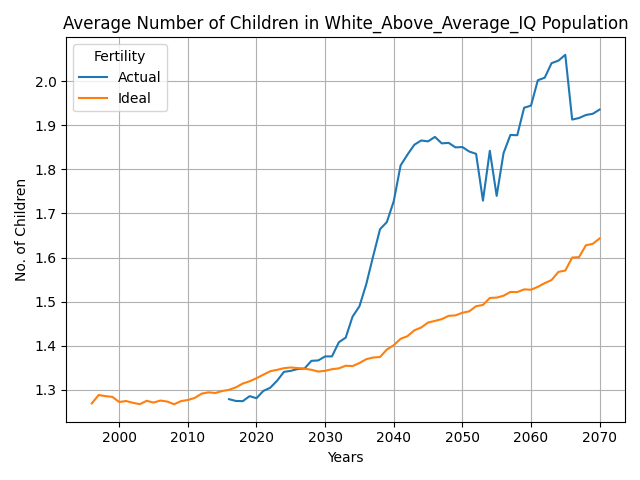 Average Number of Children in White_Above_Average_IQ Population
Fertility
Actual
Ideal
No. of Children
2.0
1.9
1.8
1.7
1.6
1.5
1.4
1.3
2000 2010 2020 2030 2040 2050 2060 2070
Years